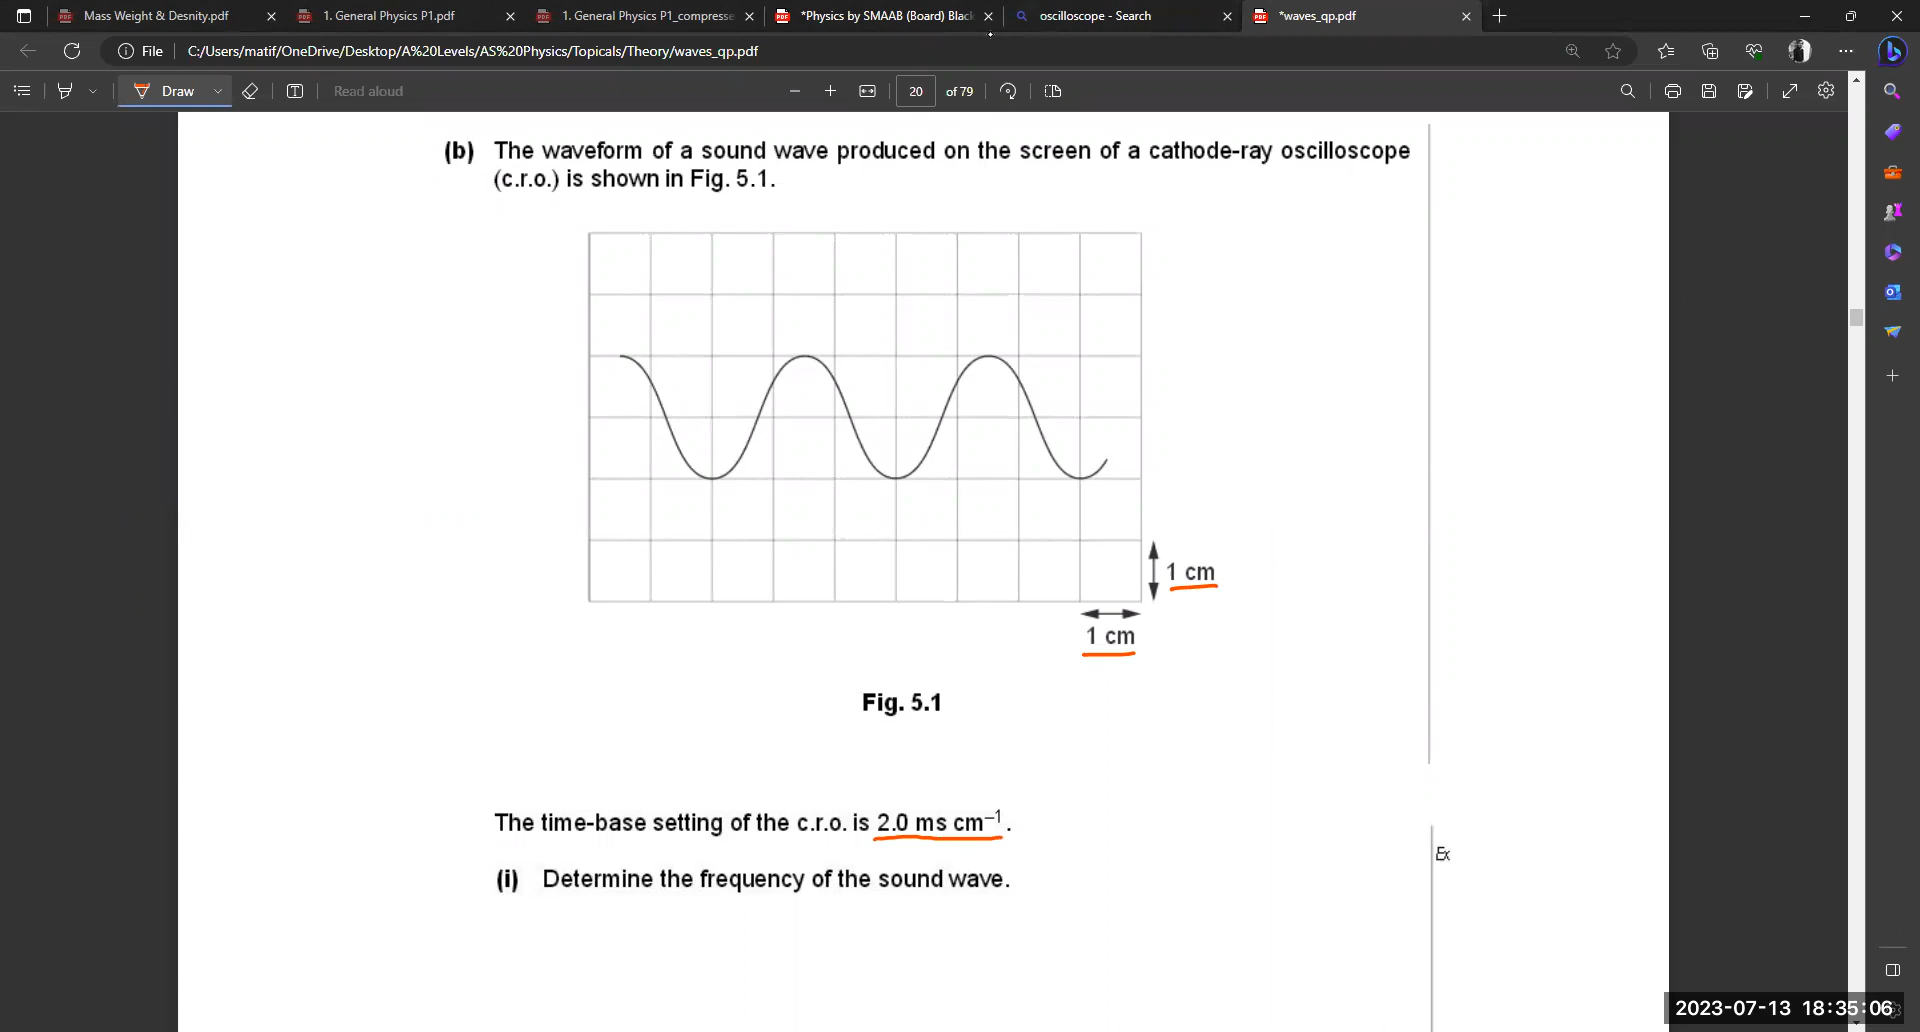 Mass Weight & Desnity.pdf
1. General Physics P1.pdf
1. General Physics P1_compresse
*Physics by SMAAB (Board) Blac
oscilloscope - Search
*waves_qp.pdf
File
C:/Users/matif/OneDrive/Desktop/A%20Levels/AS%20Physics/Topicals/Theory/waves_qp.pdf
Draw
Read aloud
20 of 79
(b) The waveform of a sound wave produced on the screen of a cathode-ray oscilloscope
(c.r.o.) is shown in Fig. 5.1.
1 cm
1 cm
Fig. 5.1
The time-base setting of the c.r.o. is 2.0 ms cm⁻¹.
Ex
(i) Determine the frequency of the sound wave.
2023-07-13 18:35:06